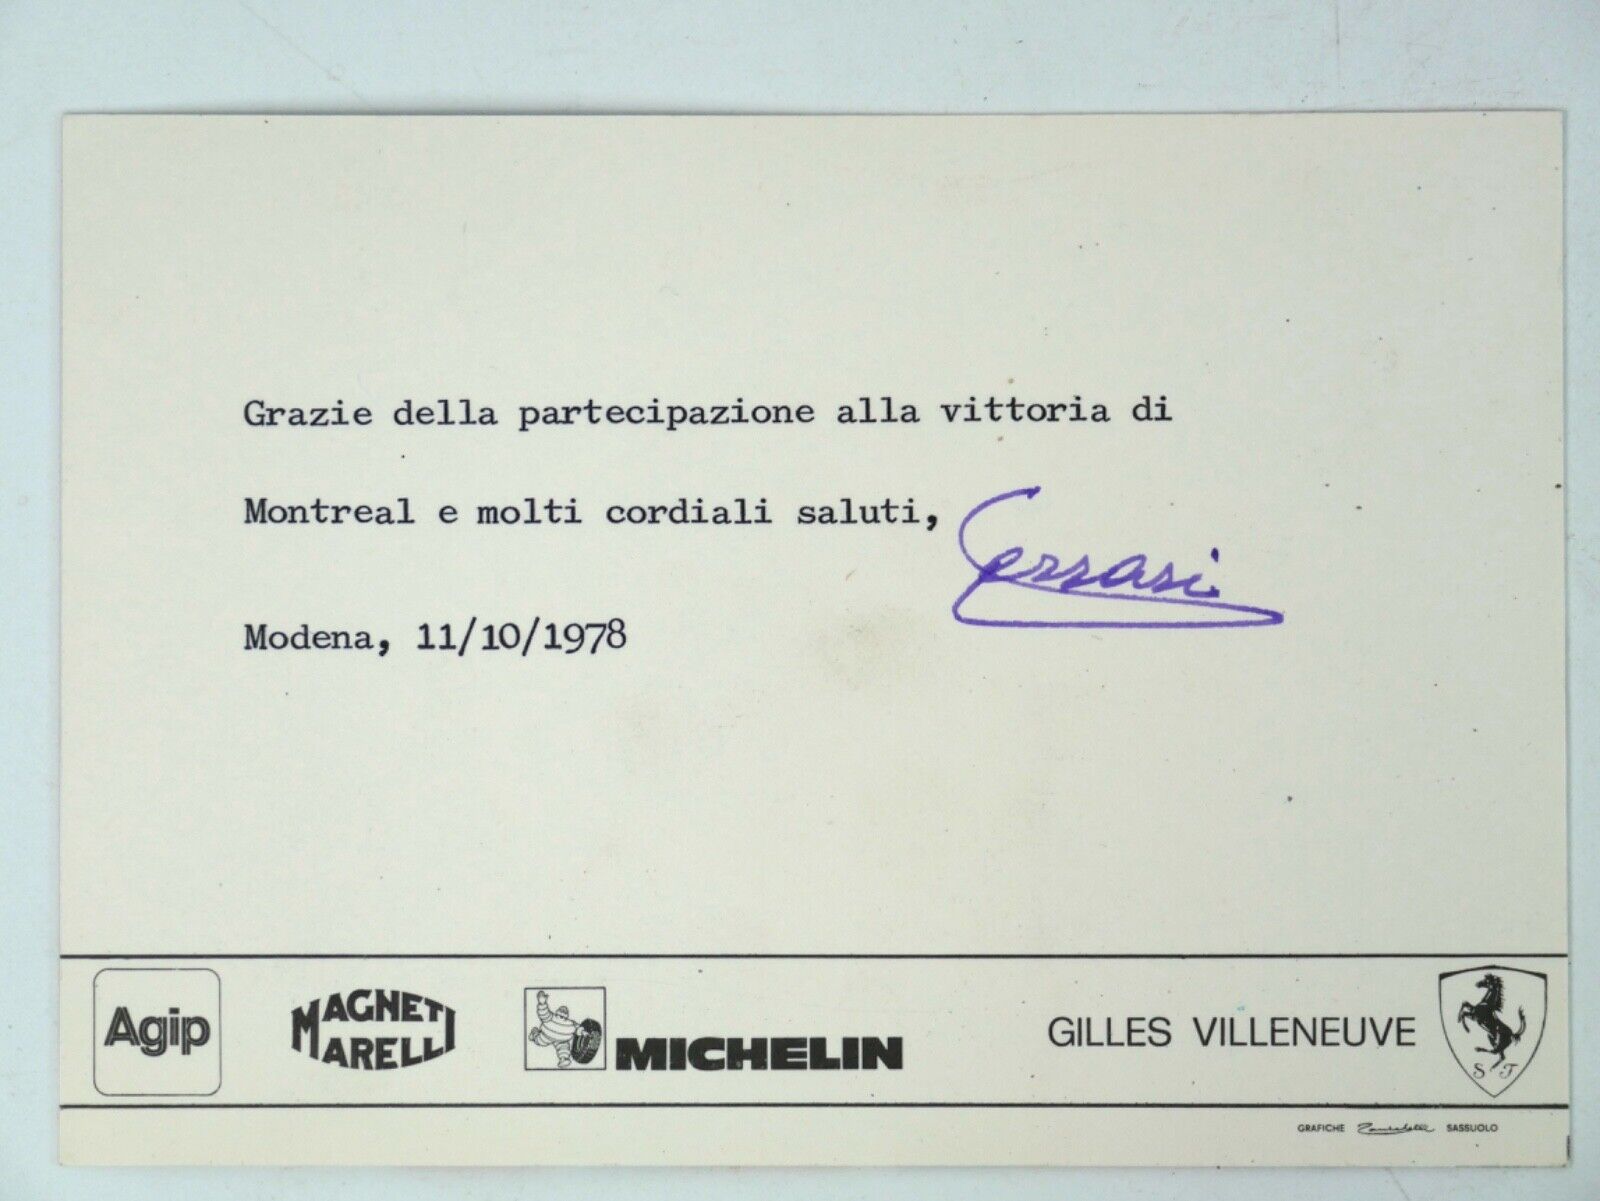 Grazie della partecipazione alla vittoria di
Montreal e molti cordiali saluti,
Ferrari
Modena, 11/10/1978
Agip
MAGNETI
MARELLI
MICHELIN
GILLES VILLENEUVE
S F
GRAFICHE SASSUOLO